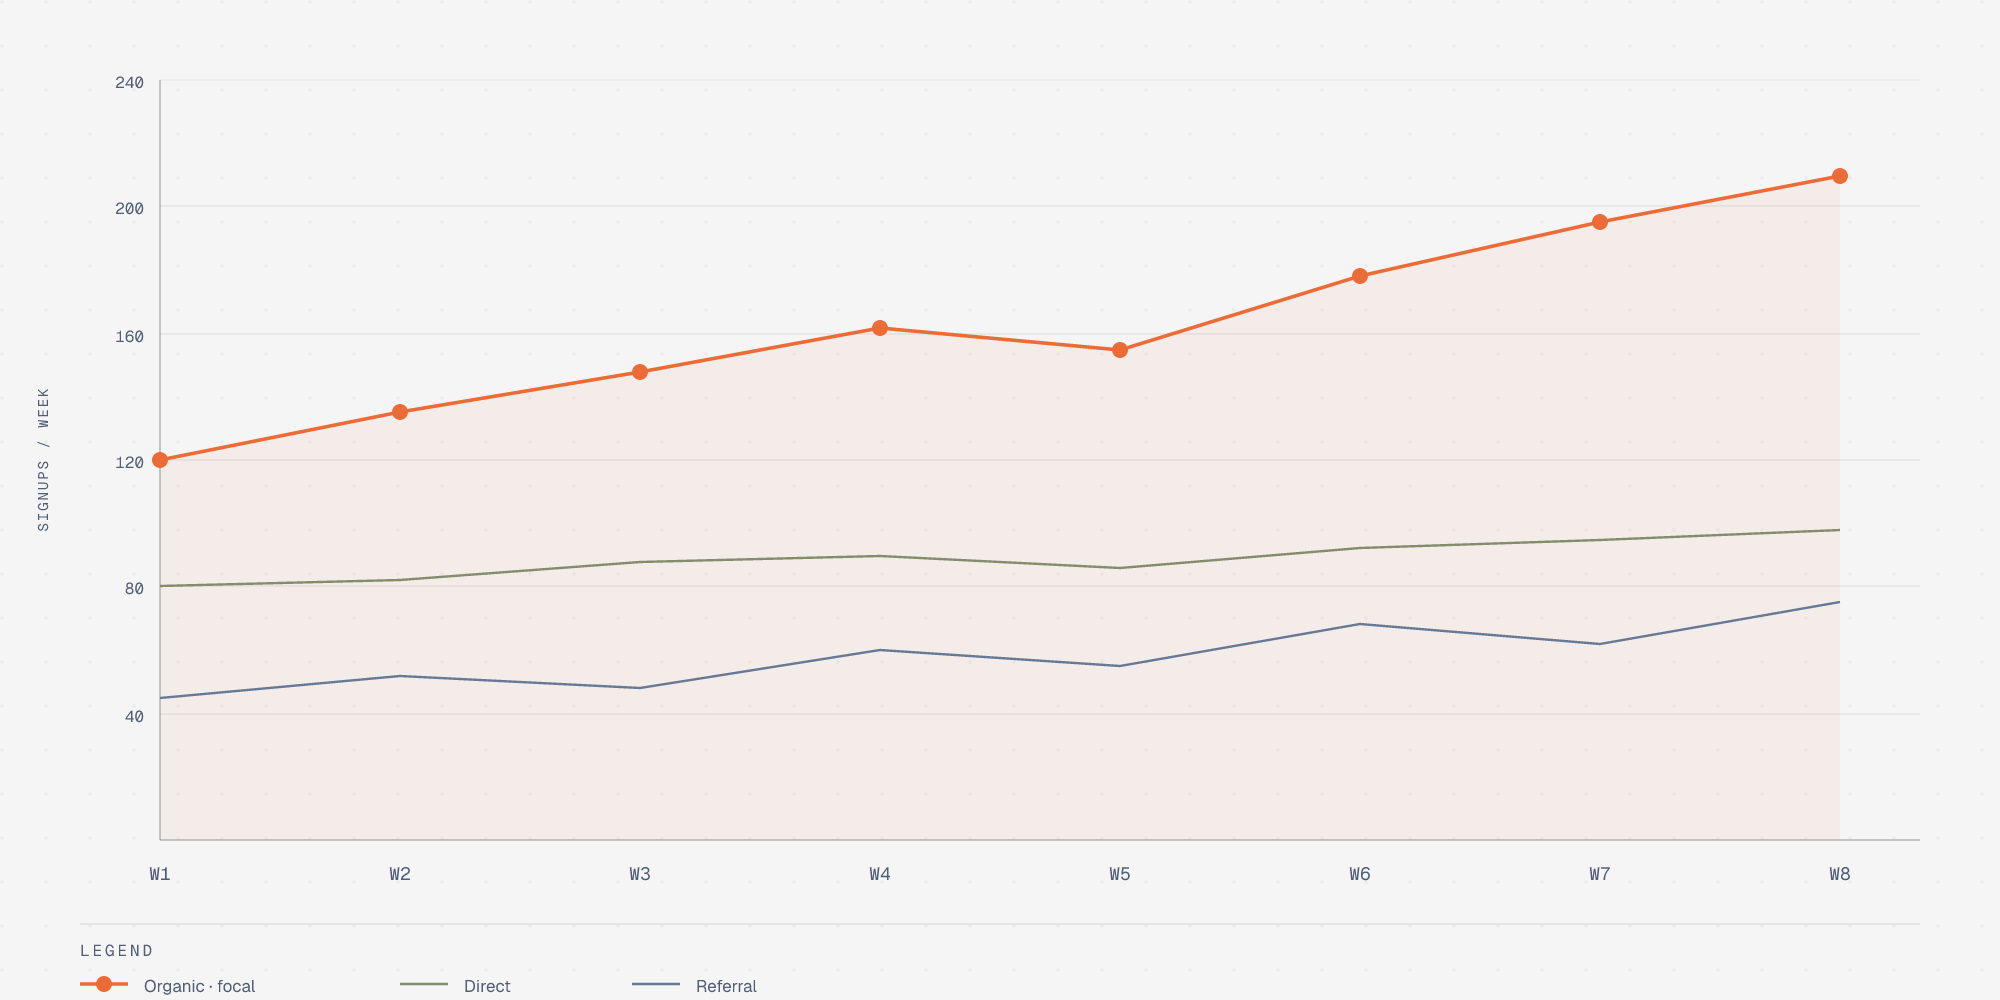 240
200
160
120
80
40
SIGNUPS / WEEK
W1 W2 W3 W4 W5 W6 W7 W8
LEGEND
Organic · focal Direct Referral